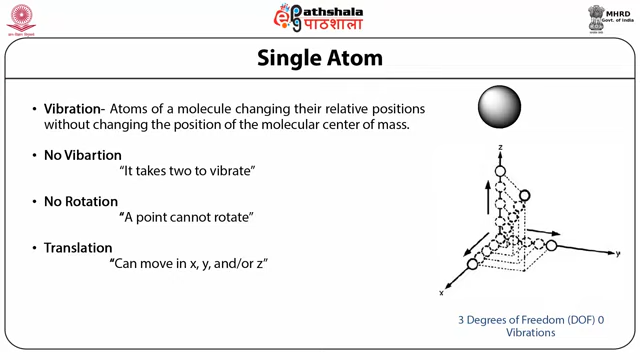 Pathshala
पाठशाला
MHRD
Govt. of India
Single Atom
• Vibration- Atoms of a molecule changing their relative positions
without changing the position of the molecular center of mass.
• No Vibartion
“It takes two to vibrate”
• No Rotation
“A point cannot rotate”
• Translation
“Can move in x, y, and/or z”
z
y
x
3 Degrees of Freedom (DOF) 0
Vibrations